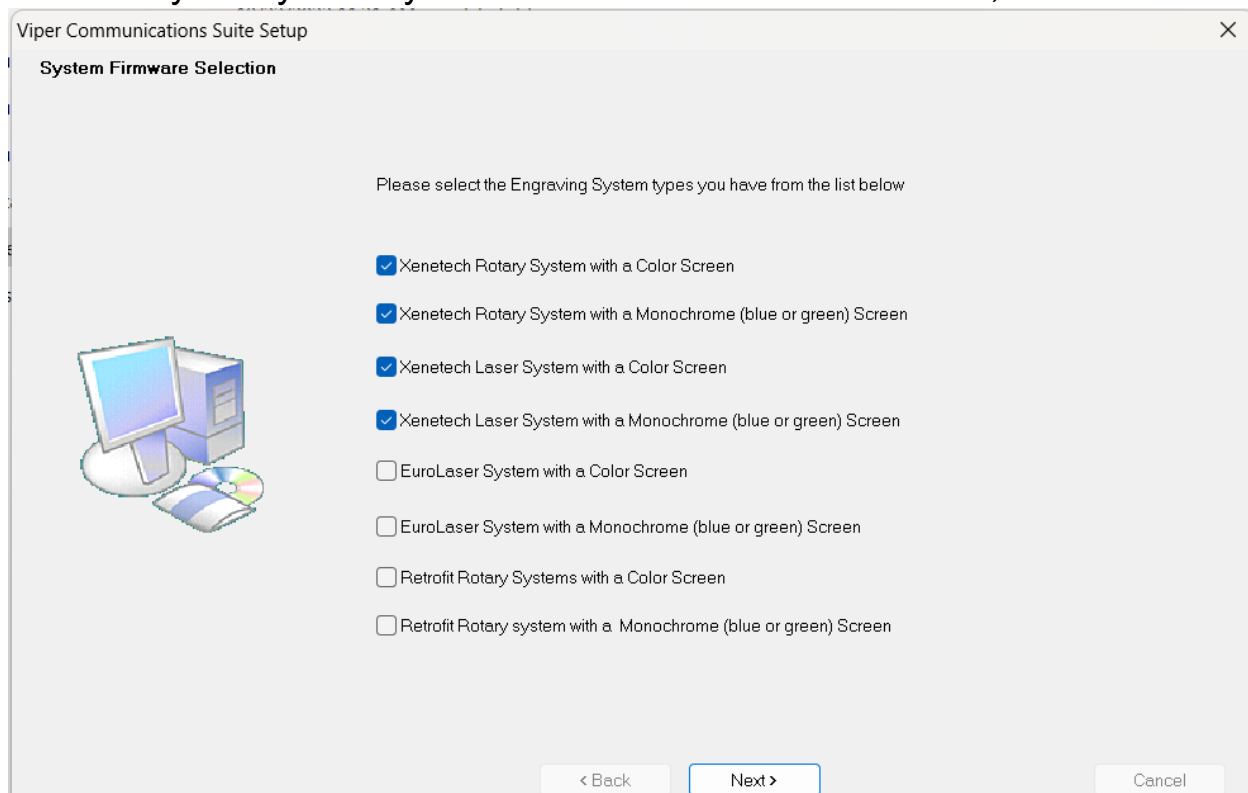 Viper Communications Suite Setup
System Firmware Selection
Please select the Engraving System types you have from the list below
Xenetech Rotary System with a Color Screen
Xenetech Rotary System with a Monochrome (blue or green) Screen
Xenetech Laser System with a Color Screen
Xenetech Laser System with a Monochrome (blue or green) Screen
EuroLaser System with a Color Screen
EuroLaser System with a Monochrome (blue or green) Screen
Retrofit Rotary Systems with a Color Screen
Retrofit Rotary system with a Monochrome (blue or green) Screen
< Back Next > Cancel